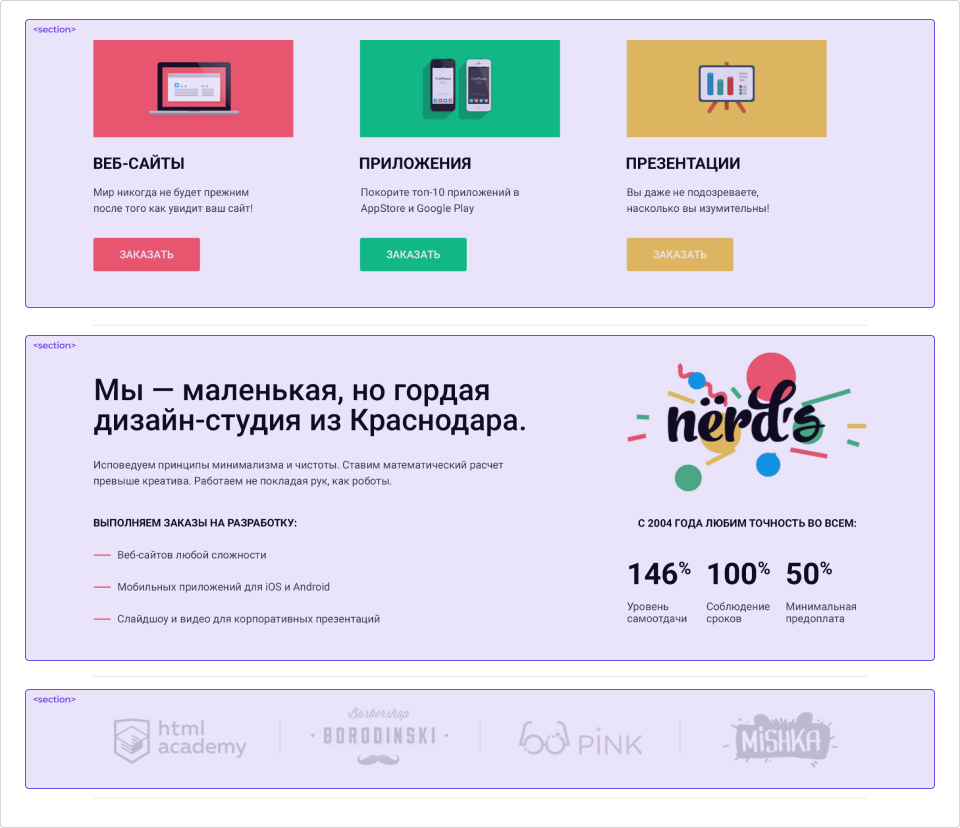 <section>
ВЕБ-САЙТЫ
Мир никогда не будет прежним
после того как увидит ваш сайт!
ЗАКАЗАТЬ
ПРИЛОЖЕНИЯ
Покорите топ-10 приложений в
AppStore и Google Play
ЗАКАЗАТЬ
ПРЕЗЕНТАЦИИ
Вы даже не подозреваете,
насколько вы изумительны!
ЗАКАЗАТЬ
<section>
Мы — маленькая, но гордая
дизайн-студия из Краснодара.
Исповедуем принципы минимализма и чистоты. Ставим математический расчет
превыше креатива. Работаем не покладая рук, как роботы.
ВЫПОЛНЯЕМ ЗАКАЗЫ НА РАЗРАБОТКУ:
Веб-сайтов любой сложности
Мобильных приложений для iOS и Android
Слайдшоу и видео для корпоративных презентаций
nërd's
С 2004 ГОДА ЛЮБИМ ТОЧНОСТЬ ВО ВСЕМ:
146%
Уровень
самоотдачи
100%
Соблюдение
сроков
50%
Минимальная
предоплата
<section>
html
academy
Barbershop
BORODINSKI
PINK
MiSHKA